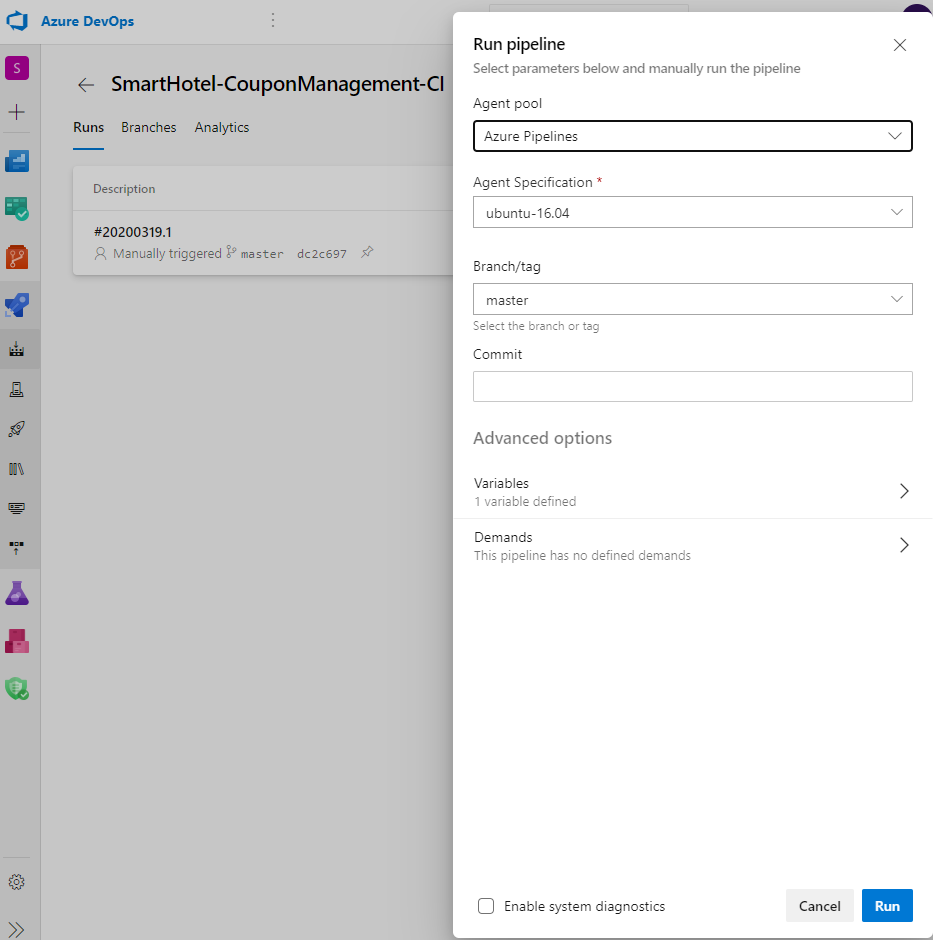 Azure DevOps
S
SmartHotel-CouponManagement-CI
Runs Branches Analytics
Description
#20200319.1
Manually triggered master dc2c697
Run pipeline
Select parameters below and manually run the pipeline
Agent pool
Azure Pipelines
Agent Specification *
ubuntu-16.04
Branch/tag
master
Select the branch or tag
Commit
Advanced options
Variables
1 variable defined
Demands
This pipeline has no defined demands
Enable system diagnostics
Cancel
Run